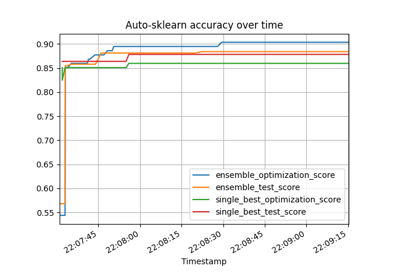 Auto-sklearn accuracy over time
0.90
0.85
0.80
0.75
0.70
0.65
0.60
0.55
ensemble_optimization_score
ensemble_test_score
single_best_optimization_score
single_best_test_score
22:07:45
22:08:00
22:08:15
22:08:30
22:08:45
22:09:00
22:09:15
Timestamp